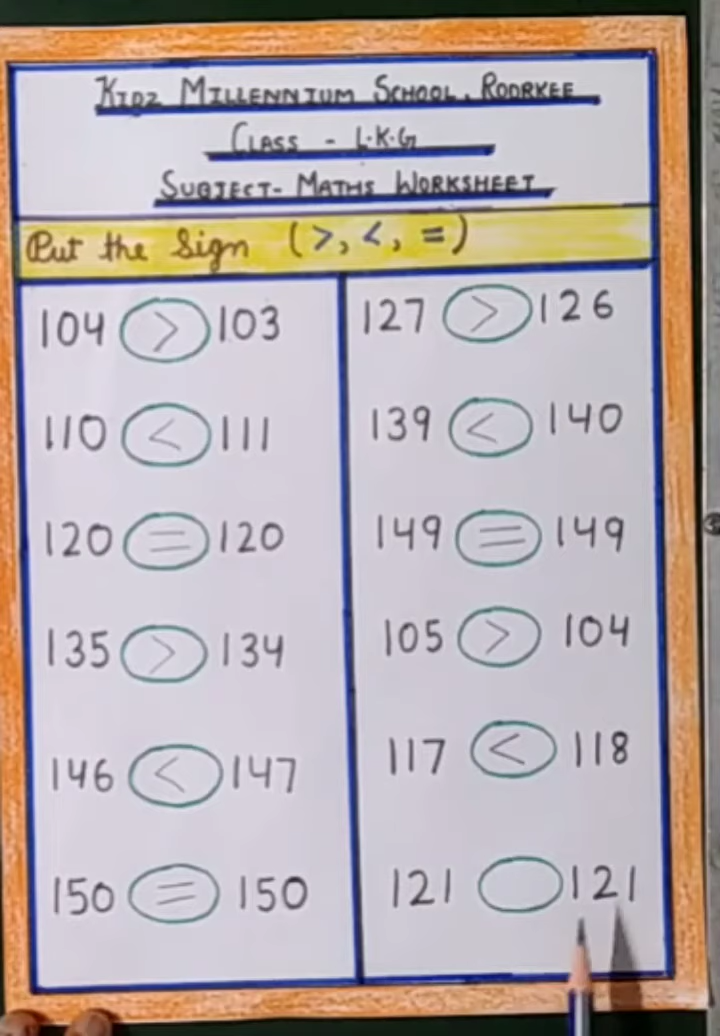 KIDZ MILLENNIUM SCHOOL, ROORKEE
CLASS - L.K.G
SUBJECT- MATHS WORKSHEET
Put the Sign (>, <, =)
104 > 103
110 < 111
120 = 120
135 > 134
146 < 147
150 = 150
127 > 126
139 < 140
149 = 149
105 > 104
117 < 118
121 121